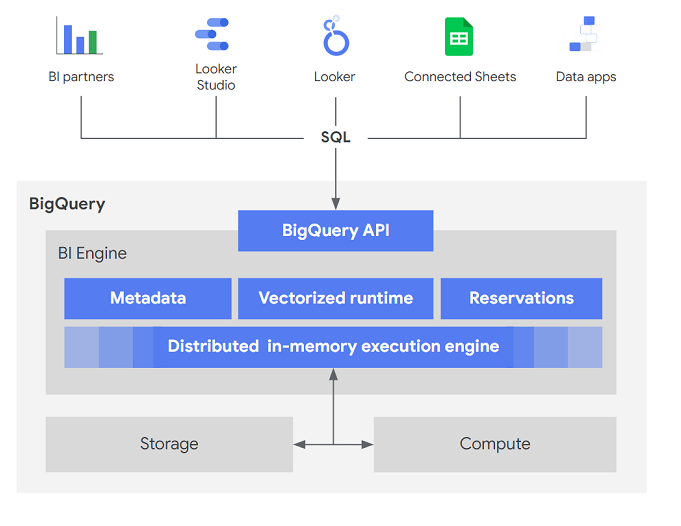 BI partners
Looker
Studio
Looker
Connected Sheets
Data apps
SQL
BigQuery
BigQuery API
BI Engine
Metadata
Vectorized runtime
Reservations
Distributed in-memory execution engine
Storage
Compute